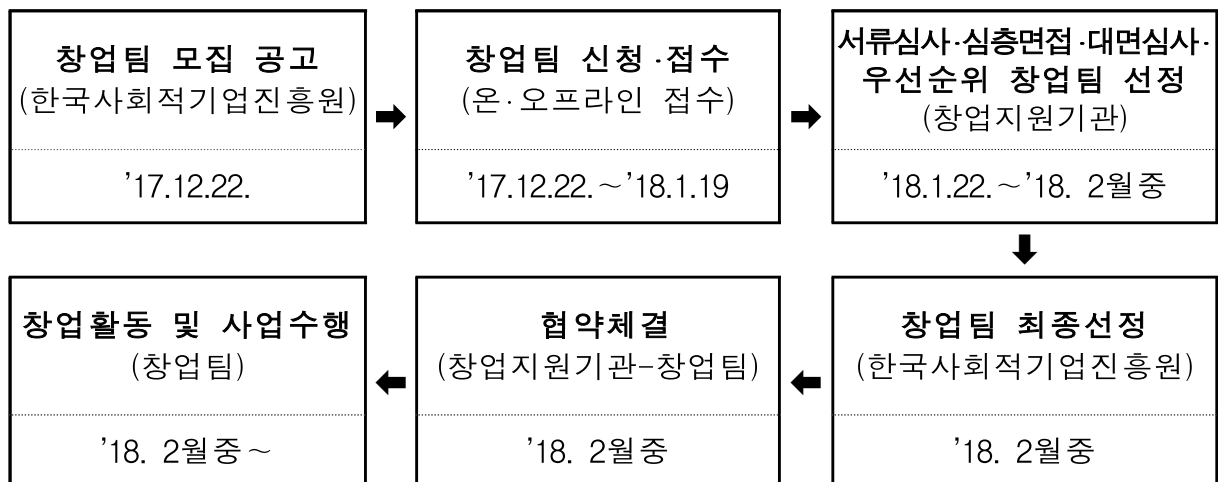 창업팀 모집 공고
(한국사회적기업진흥원)
'17.12.22.
창업팀 신청·접수
(온·오프라인 접수)
'17.12.22.～'18.1.19
서류심사·심층면접·대면심사·
우선순위 창업팀 선정
(창업지원기관)
'18.1.22.～'18. 2월중
창업팀 최종선정
(한국사회적기업진흥원)
'18. 2월중
협약체결
(창업지원기관-창업팀)
'18. 2월중
창업활동 및 사업수행
(창업팀)
'18. 2월중～